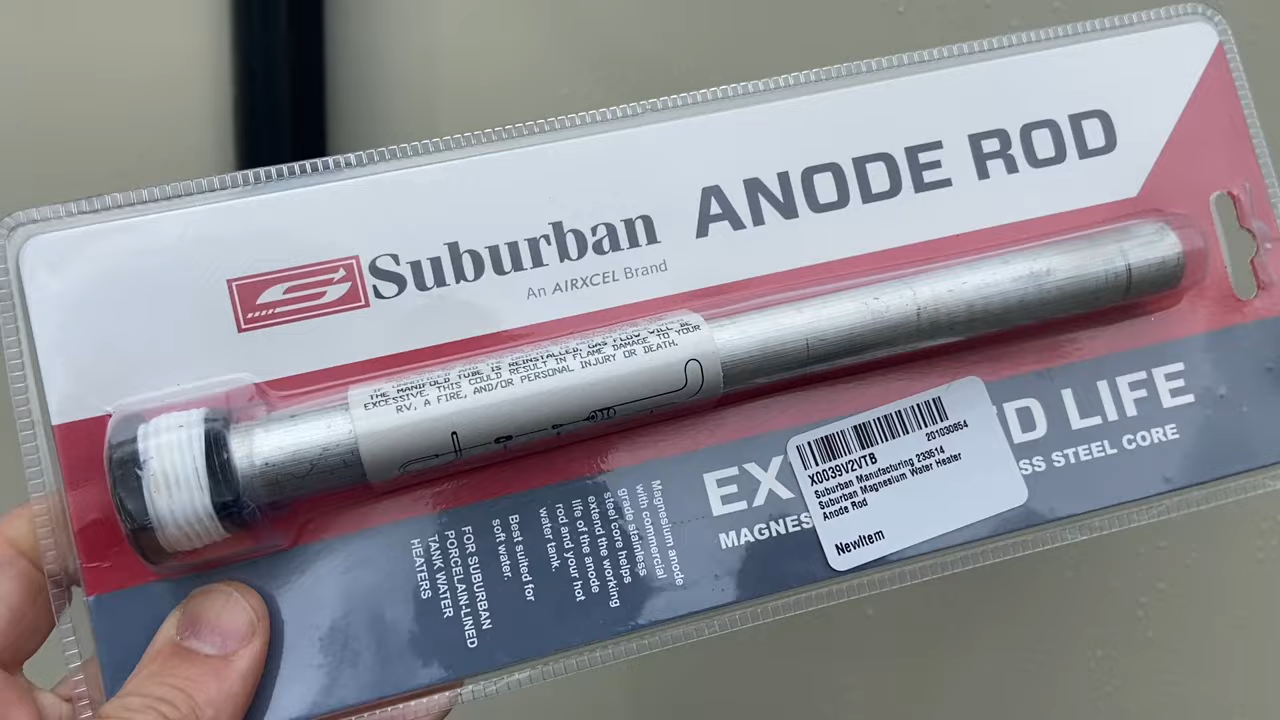 ANODE ROD
Suburban
An AIRXCEL Brand
IF
THE MANIFOLD TUBE IS REINSTALLED, GAS FLOW WILL BE
EXCESSIVE. THIS COULD RESULT IN FLAME DAMAGE TO YOUR
RV, A FIRE, AND/OR PERSONAL INJURY OR DEATH.
EX D LIFE
MAGNES SS STEEL CORE
201030854
X0039V2VTB
Suburban Manufacturing 233514
Suburban Magnesium Water Heater
Anode Rod
NewItem
Magnesium anode
with commercial
grade stainless
steel core helps
extend the working
life of the anode
rod and your hot
water tank.
Best suited for
soft water.
FOR SUBURBAN
PORCELAIN-LINED
TANK WATER
HEATERS